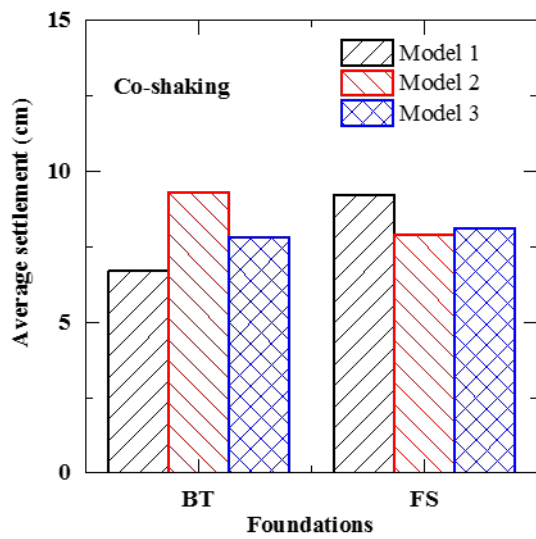 15
Co-shaking
Model 1
Model 2
Model 3
10
5
0
Average settlement (cm)
BT
FS
Foundations